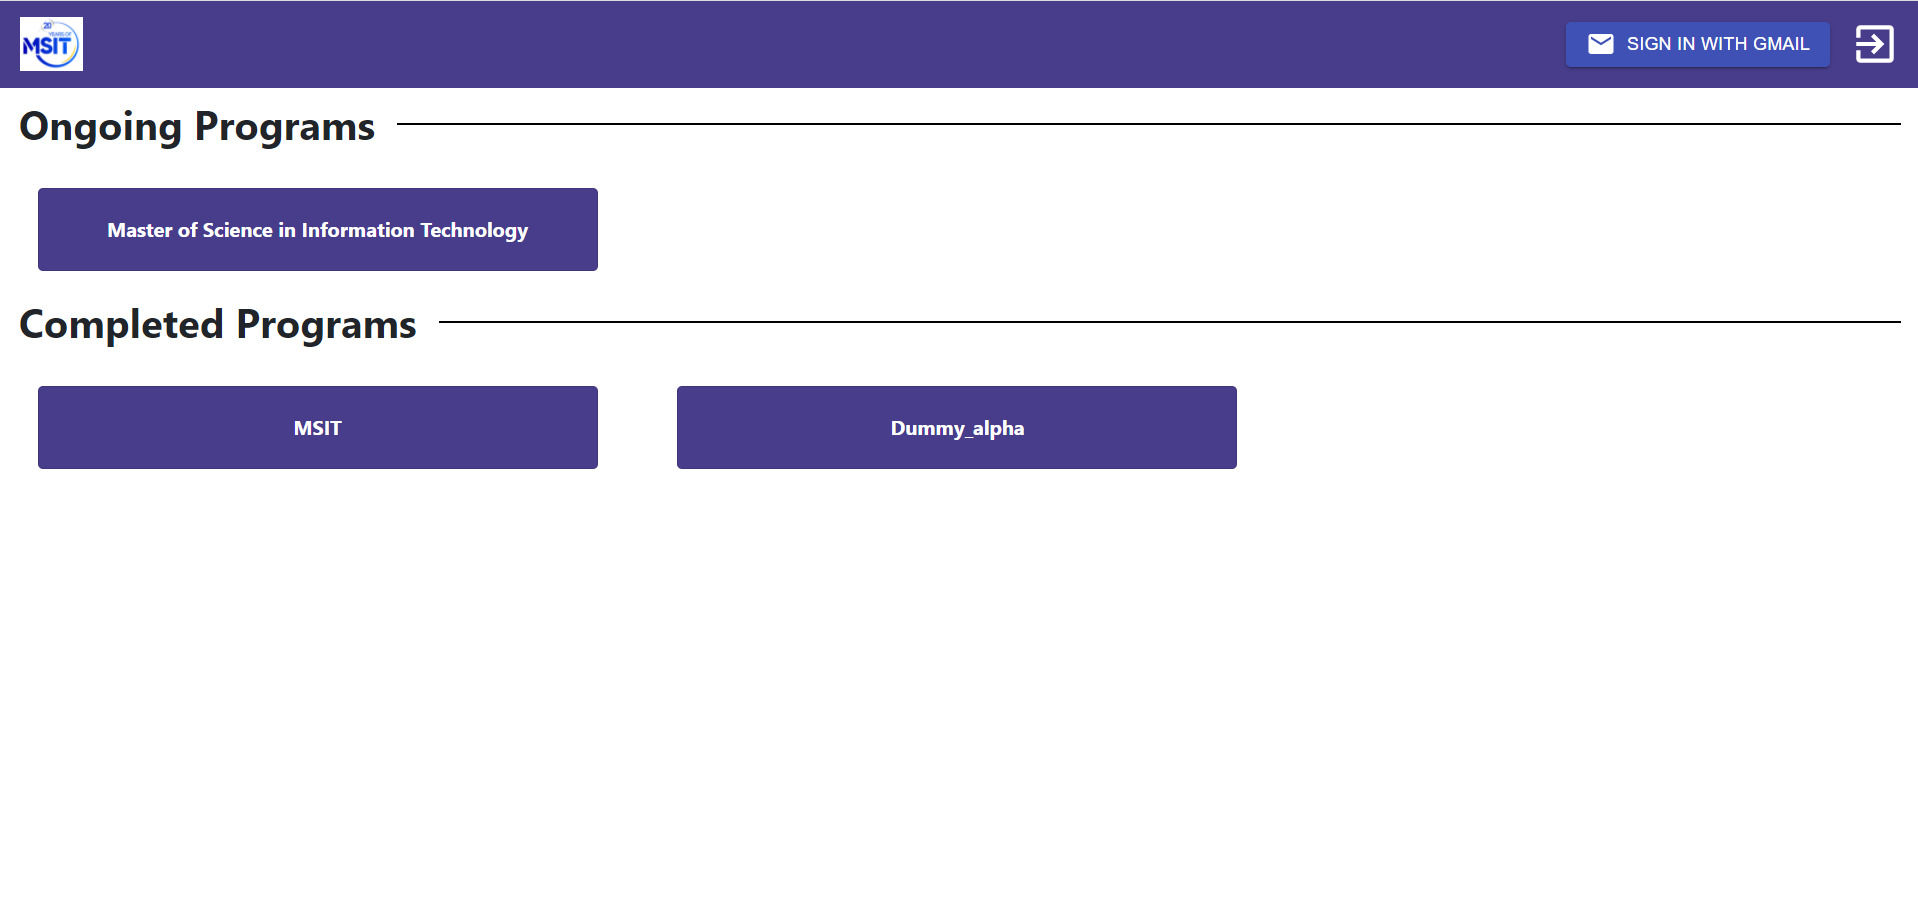 20
YEARS OF
MSIT
SIGN IN WITH GMAIL
Ongoing Programs
Master of Science in Information Technology
Completed Programs
MSIT
Dummy_alpha